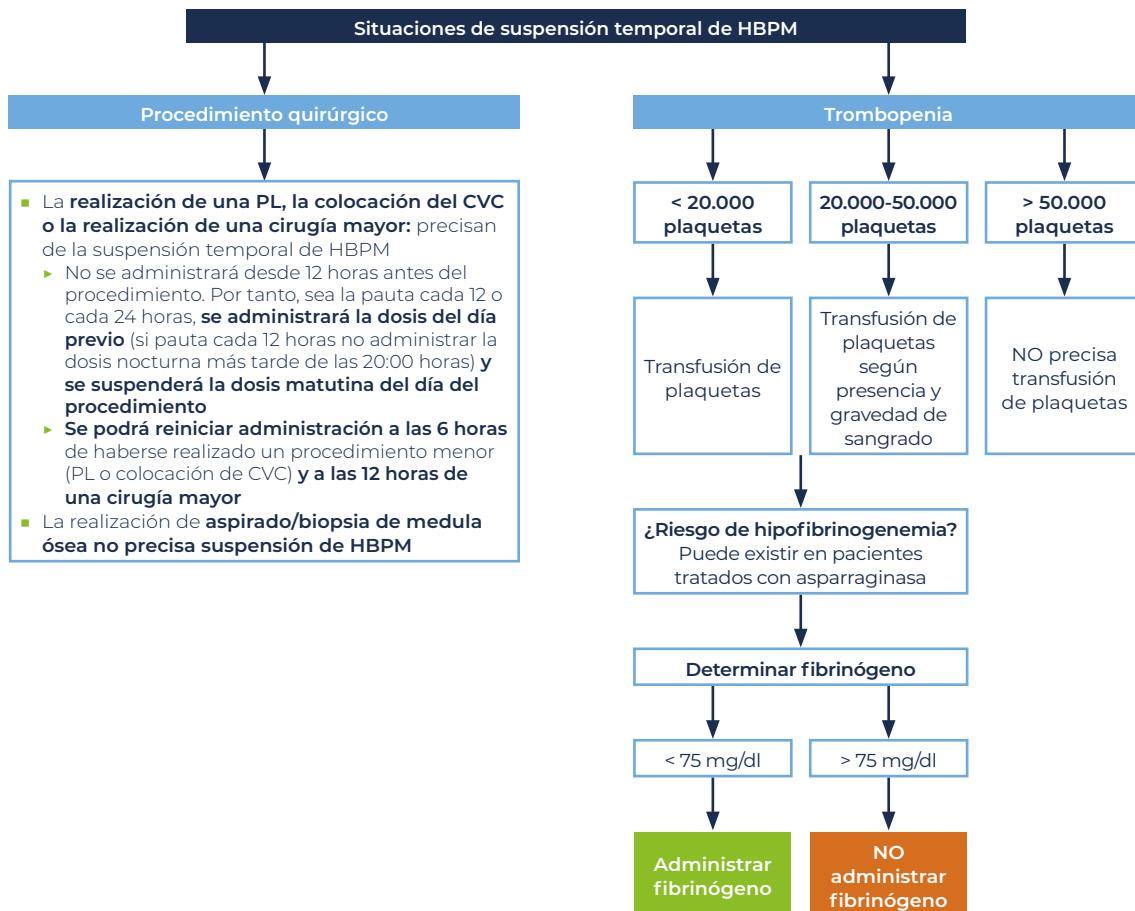 Situaciones de suspensión temporal de HBPM
Procedimiento quirúrgico
■ La realización de una PL, la colocación del CVC
o la realización de una cirugía mayor: precisan
de la suspensión temporal de HBPM
► No se administrará desde 12 horas antes del
procedimiento. Por tanto, sea la pauta cada 12 o
cada 24 horas, se administrará la dosis del día
previo (si pauta cada 12 horas no administrar la
dosis nocturna más tarde de las 20:00 horas) y
se suspenderá la dosis matutina del día del
procedimiento
► Se podrá reiniciar administración a las 6 horas
de haberse realizado un procedimiento menor
(PL o colocación de CVC) y a las 12 horas de
una cirugía mayor
■ La realización de aspirado/biopsia de medula
ósea no precisa suspensión de HBPM
Trombopenia
< 20.000
plaquetas
20.000-50.000
plaquetas
> 50.000
plaquetas
Transfusión de
plaquetas
Transfusión de
plaquetas
según
presencia y
gravedad de
sangrado
NO precisa
transfusión
de plaquetas
¿Riesgo de hipofibrinogenemia?
Puede existir en pacientes
tratados con asparraginasa
Determinar fibrinógeno
< 75 mg/dl
> 75 mg/dl
Administrar
fibrinógeno
NO
administrar
fibrinógeno